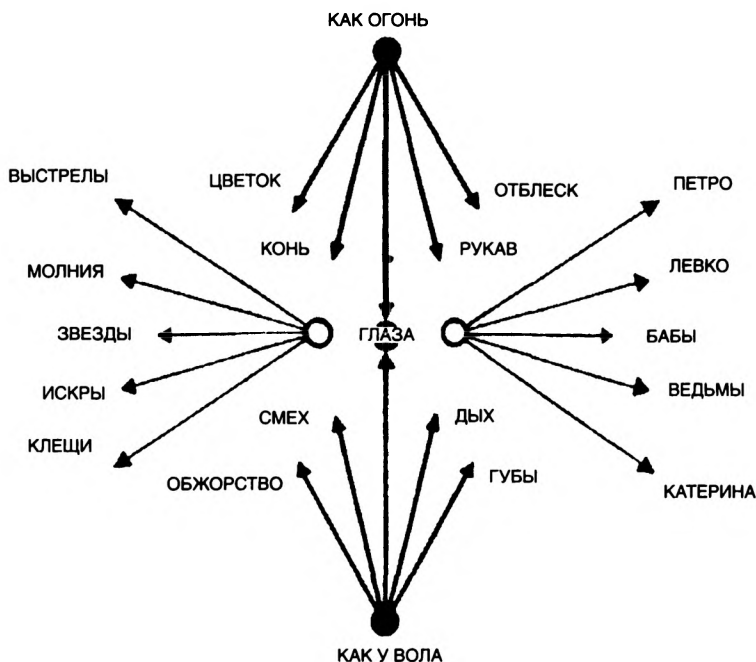 КАК ОГОНЬ
ВЫСТРЕЛЫ
ЦВЕТОК
ОТБЛЕСК
ПЕТРО
КОНЬ
РУКАВ
МОЛНИЯ
ЛЕВКО
ЗВЕЗДЫ
ГЛАЗА
БАБЫ
ИСКРЫ
ВЕДЬМЫ
СМЕХ
ДЫХ
КЛЕЩИ
ОБЖОРСТВО
ГУБЫ
КАТЕРИНА
КАК У ВОЛА